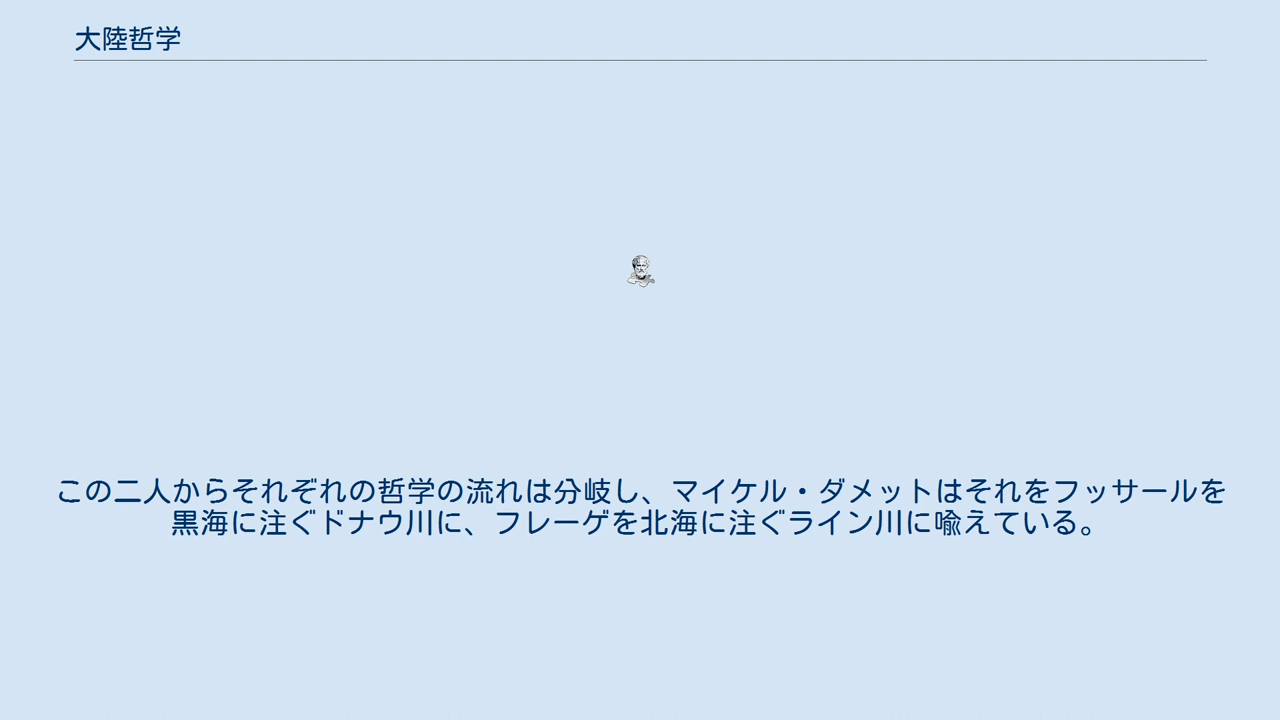 大陸哲学
この二人からそれぞれの哲学の流れは分岐し、マイケル・ダメットはそれをフッサールを
黒海に注ぐドナウ川に、フレーゲを北海に注ぐライン川に喩えている。